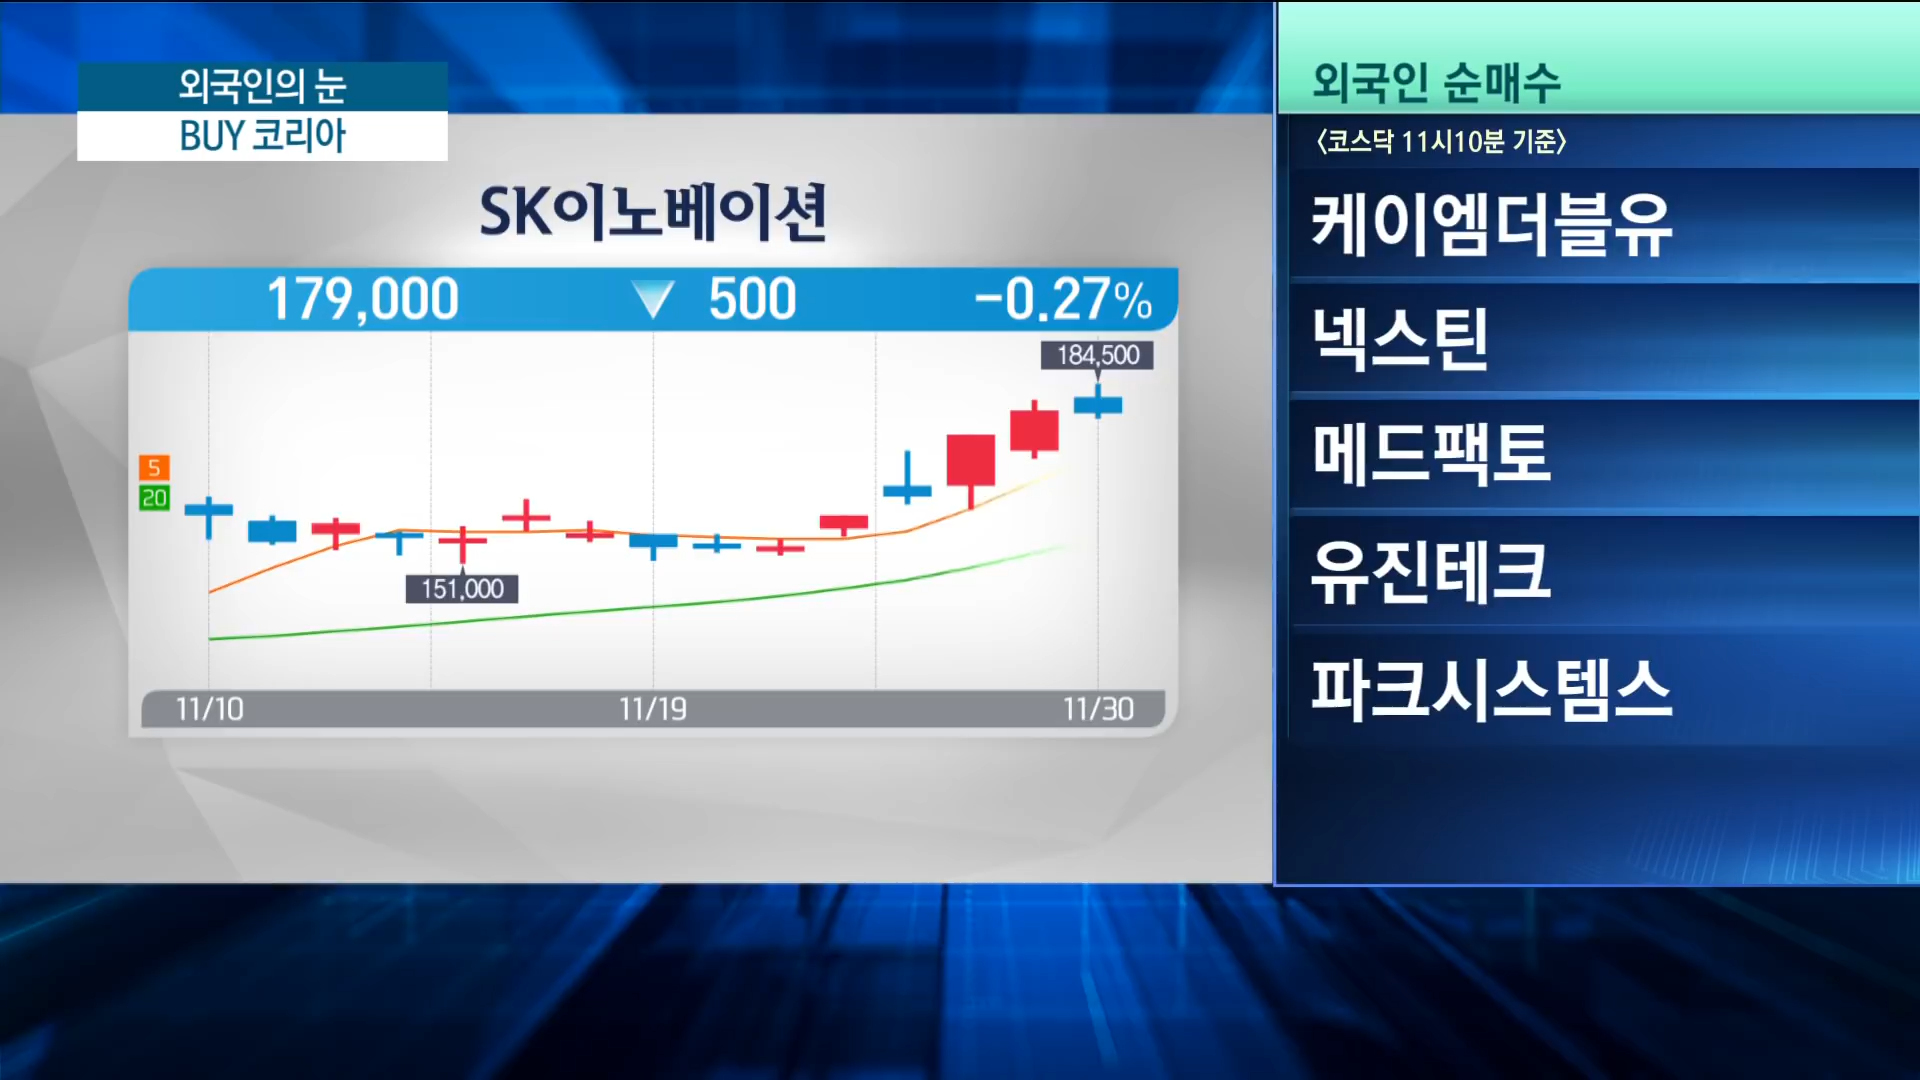 외국인의 눈
BUY 코리아
SK이노베이션
179,000 ▼ 500 -0.27%
184,500
5
20
151,000
11/10 11/19 11/30
외국인 순매수
〈코스닥 11시10분 기준〉
케이엠더블유
넥스틴
메드팩토
유진테크
파크시스템스